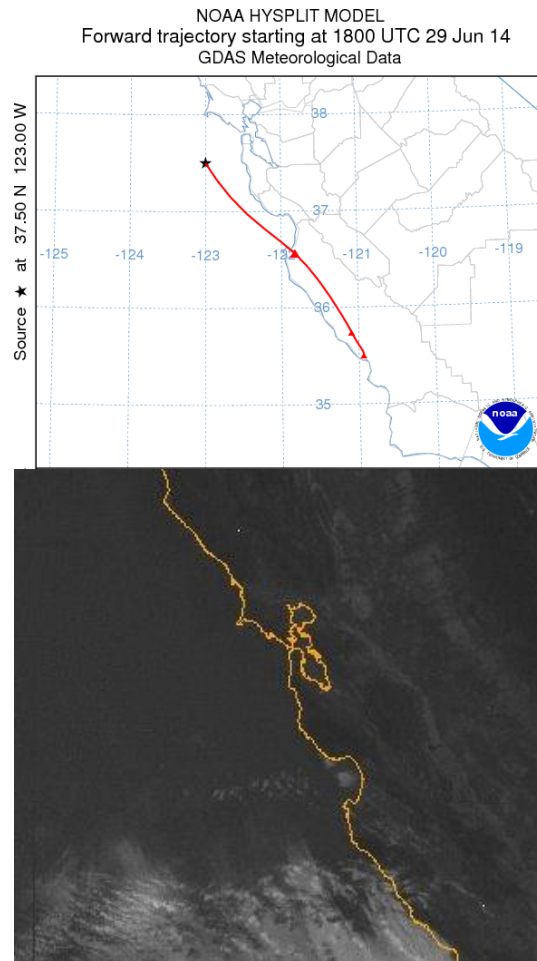 NOAA HYSPLIT MODEL
Forward trajectory starting at 1800 UTC 29 Jun 14
GDAS Meteorological Data
Source ★ at 37.50 N 123.00 W
38
37
-125
-124
-123
-122
-121
-120
-119
36
35
noaa